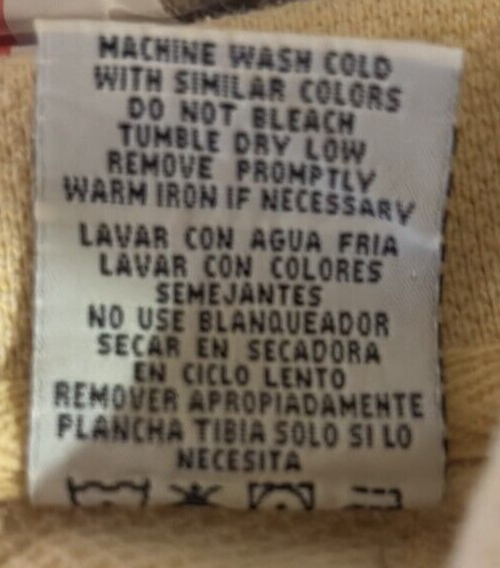 MACHINE WASH COLD
WITH SIMILAR COLORS
DO NOT BLEACH
TUMBLE DRY LOW
REMOVE PROMPTLY
WARM IRON IF NECESSARY
LAVAR CON AGUA FRIA
LAVAR CON COLORES
SEMEJANTES
NO USE BLANQUEADOR
SECAR EN SECADORA
EN CICLO LENTO
REMOVER APROPIADAMENTE
PLANCHA TIBIA SOLO SI LO
NECESITA